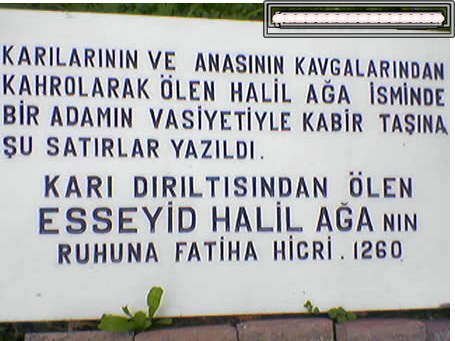 KARILARININ VE ANASININ KAVGALARINDAN
KAHROLARAK ÖLEN HALİL AĞA İSMİNDE
BİR ADAMIN VASİYETİYLE KABİR TAŞINA
ŞU SATIRLAR YAZILDI.
KARI DIRILTISINDAN ÖLEN
ESSEYİD HALİL AĞA NIN
RUHUNA FATİHA HİCRİ . 1260